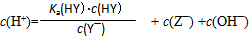 c(H⁺)= Kₐ(HY)·c(HY) / c(Y⁻) + c(Z⁻) +c(OH⁻)